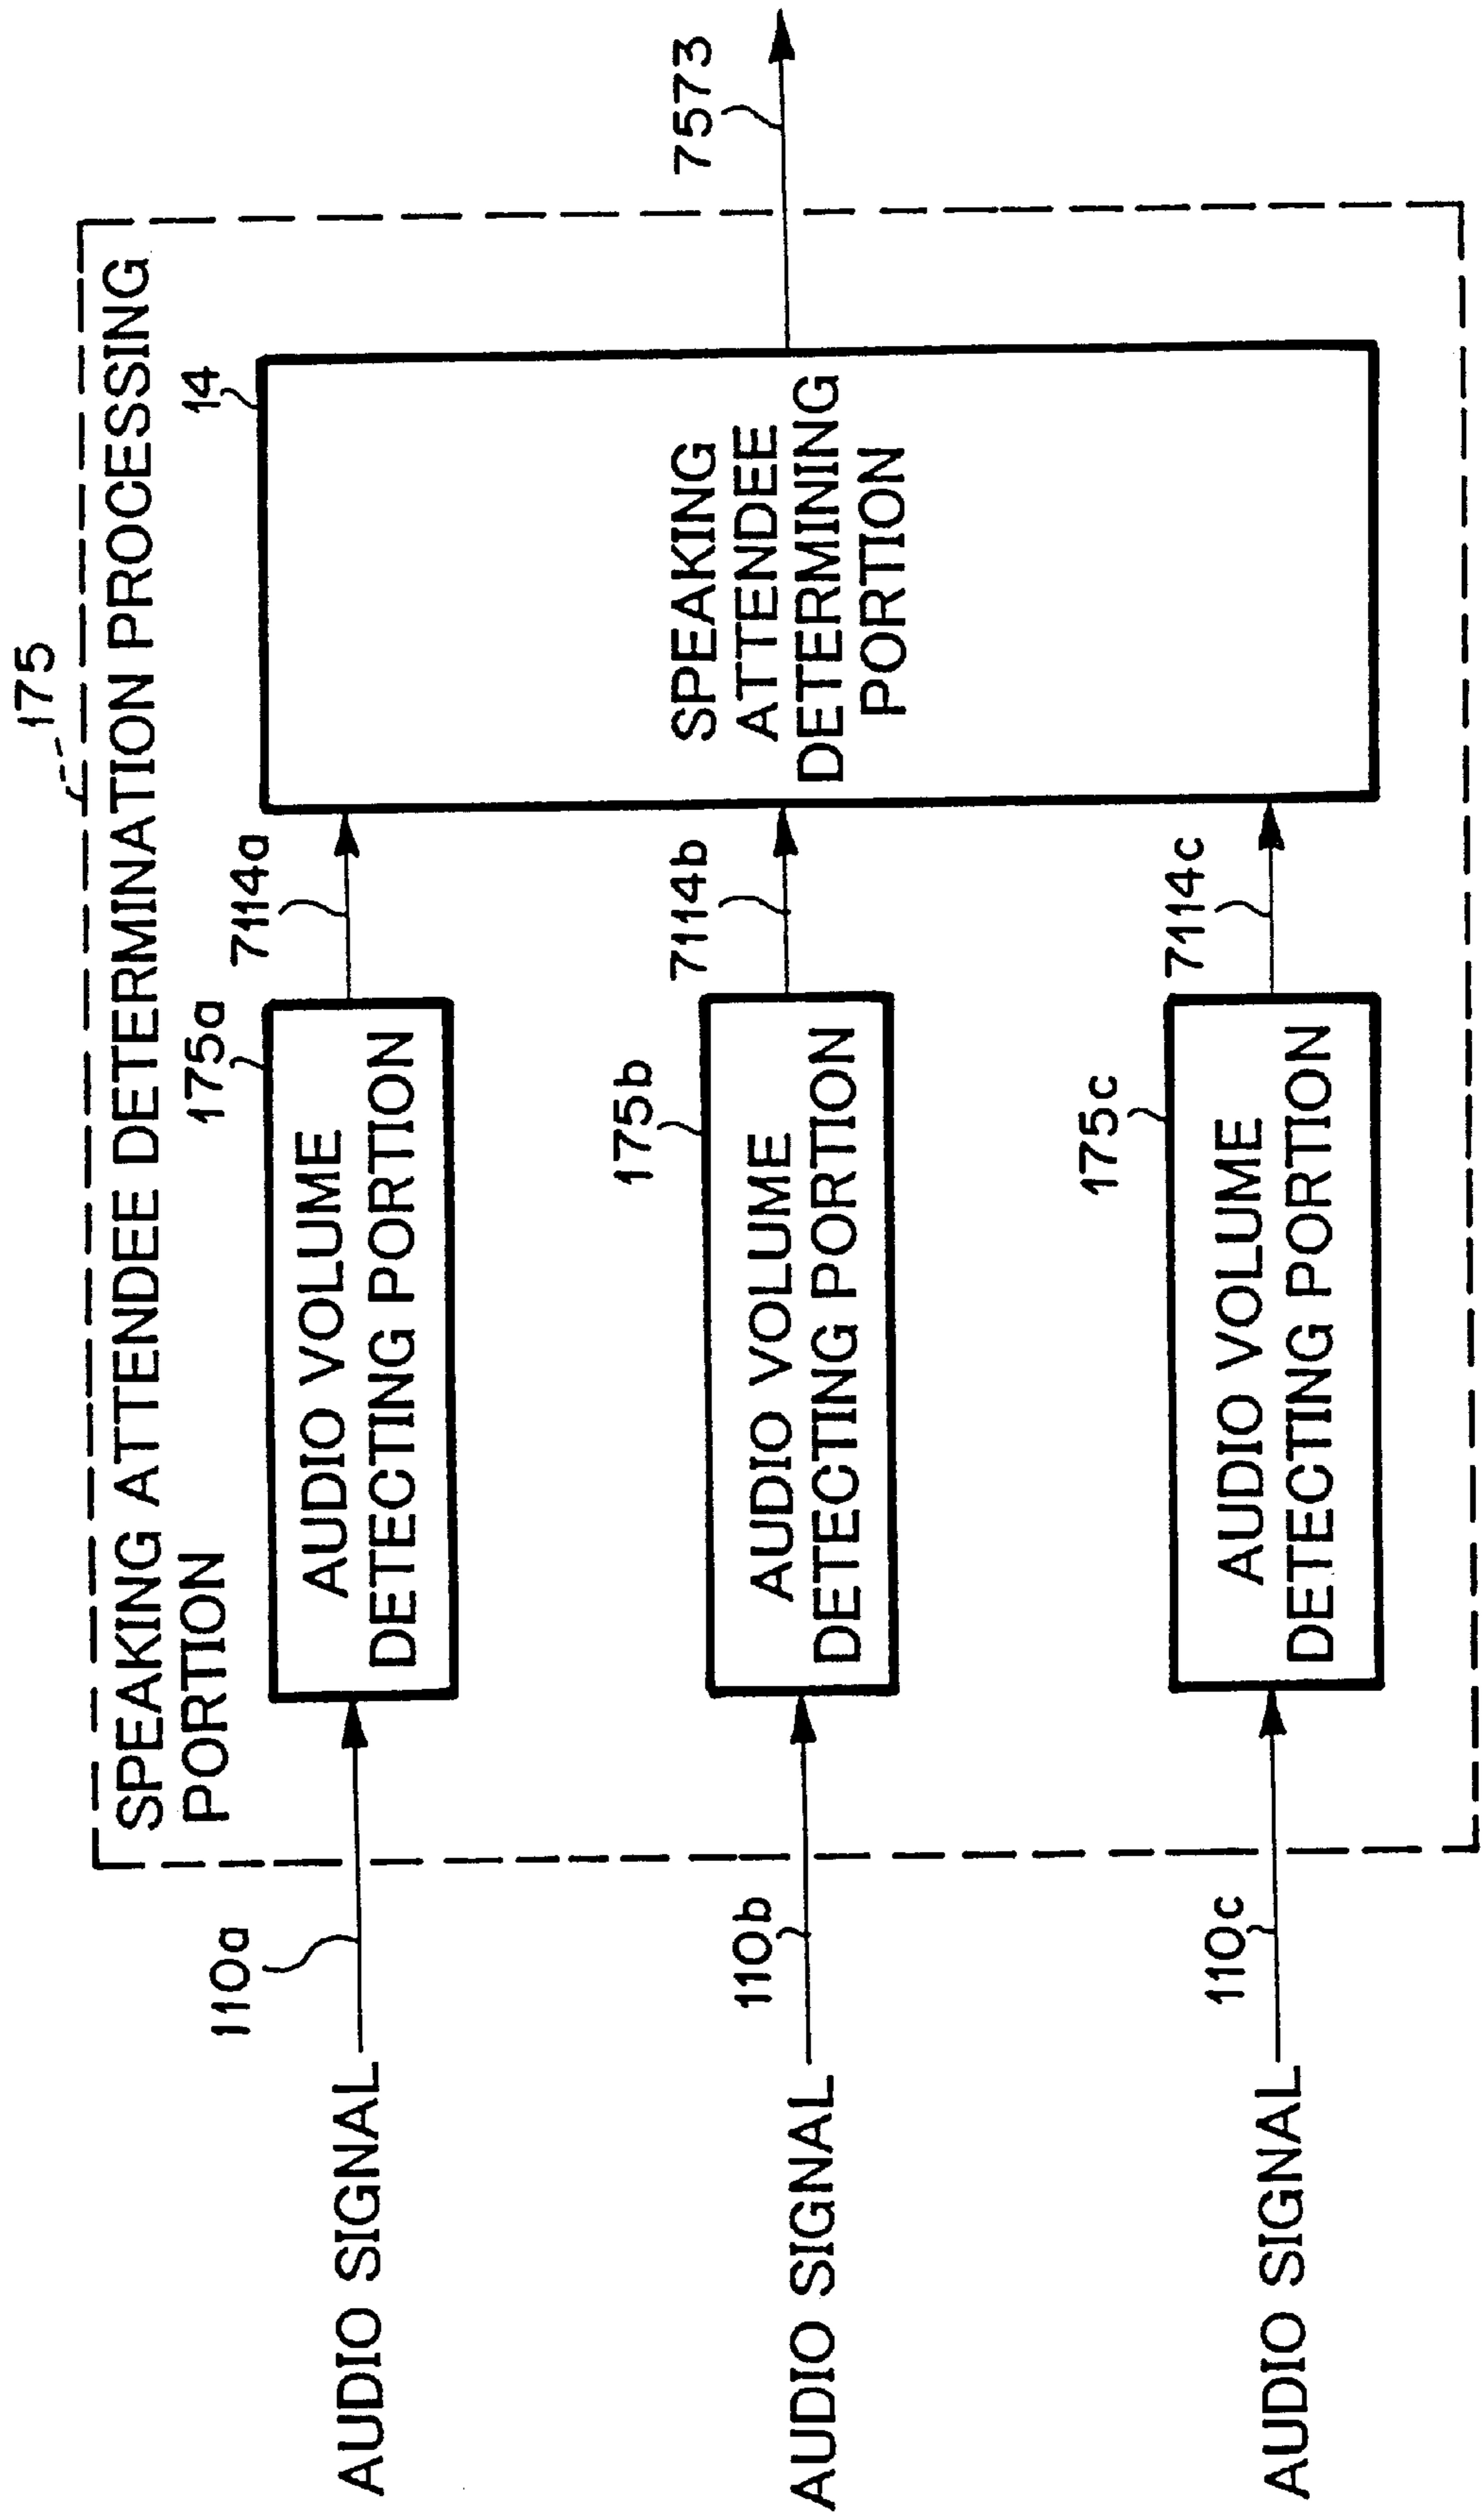 175
SPEAKING ATTENDEE DETERMINATION PROCESSING
PORTION
110a
AUDIO SIGNAL
175a
AUDIO VOLUME
DETECTING PORTION
7114a
14
SPEAKING
ATTENDEE
DETERMINING
PORTION
7573
110b
AUDIO SIGNAL
175b
AUDIO VOLUME
DETECTING PORTION
7114b
110c
AUDIO SIGNAL
175c
AUDIO VOLUME
DETECTING PORTION
7114c